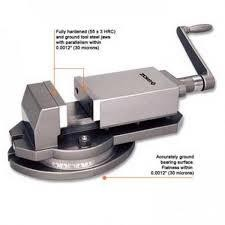 Fully hardened (55 ± 3 HRC)
and ground tool steel jaws
with parallelism within
0.0012" (30 microns)
Accurately ground
bearing surface.
Flatness within
0.0012" (30 microns)